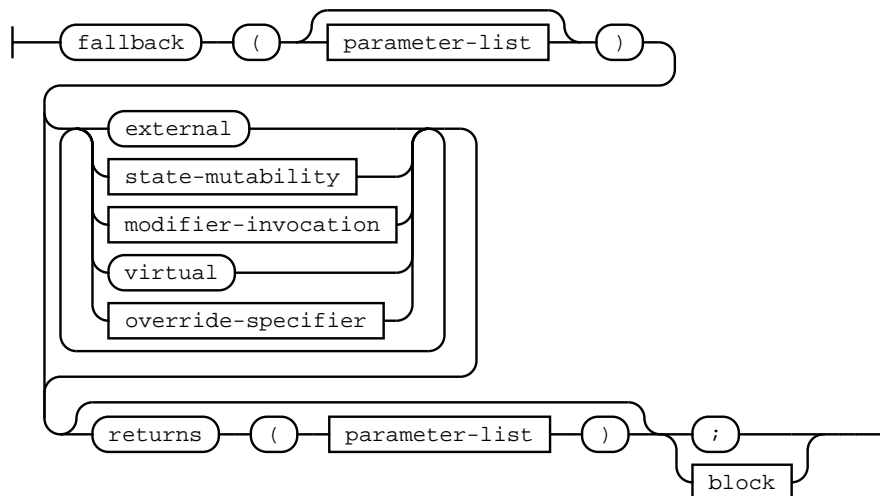 fallback ( parameter-list )
external
state-mutability
modifier-invocation
virtual
override-specifier
returns ( parameter-list ) ;
block